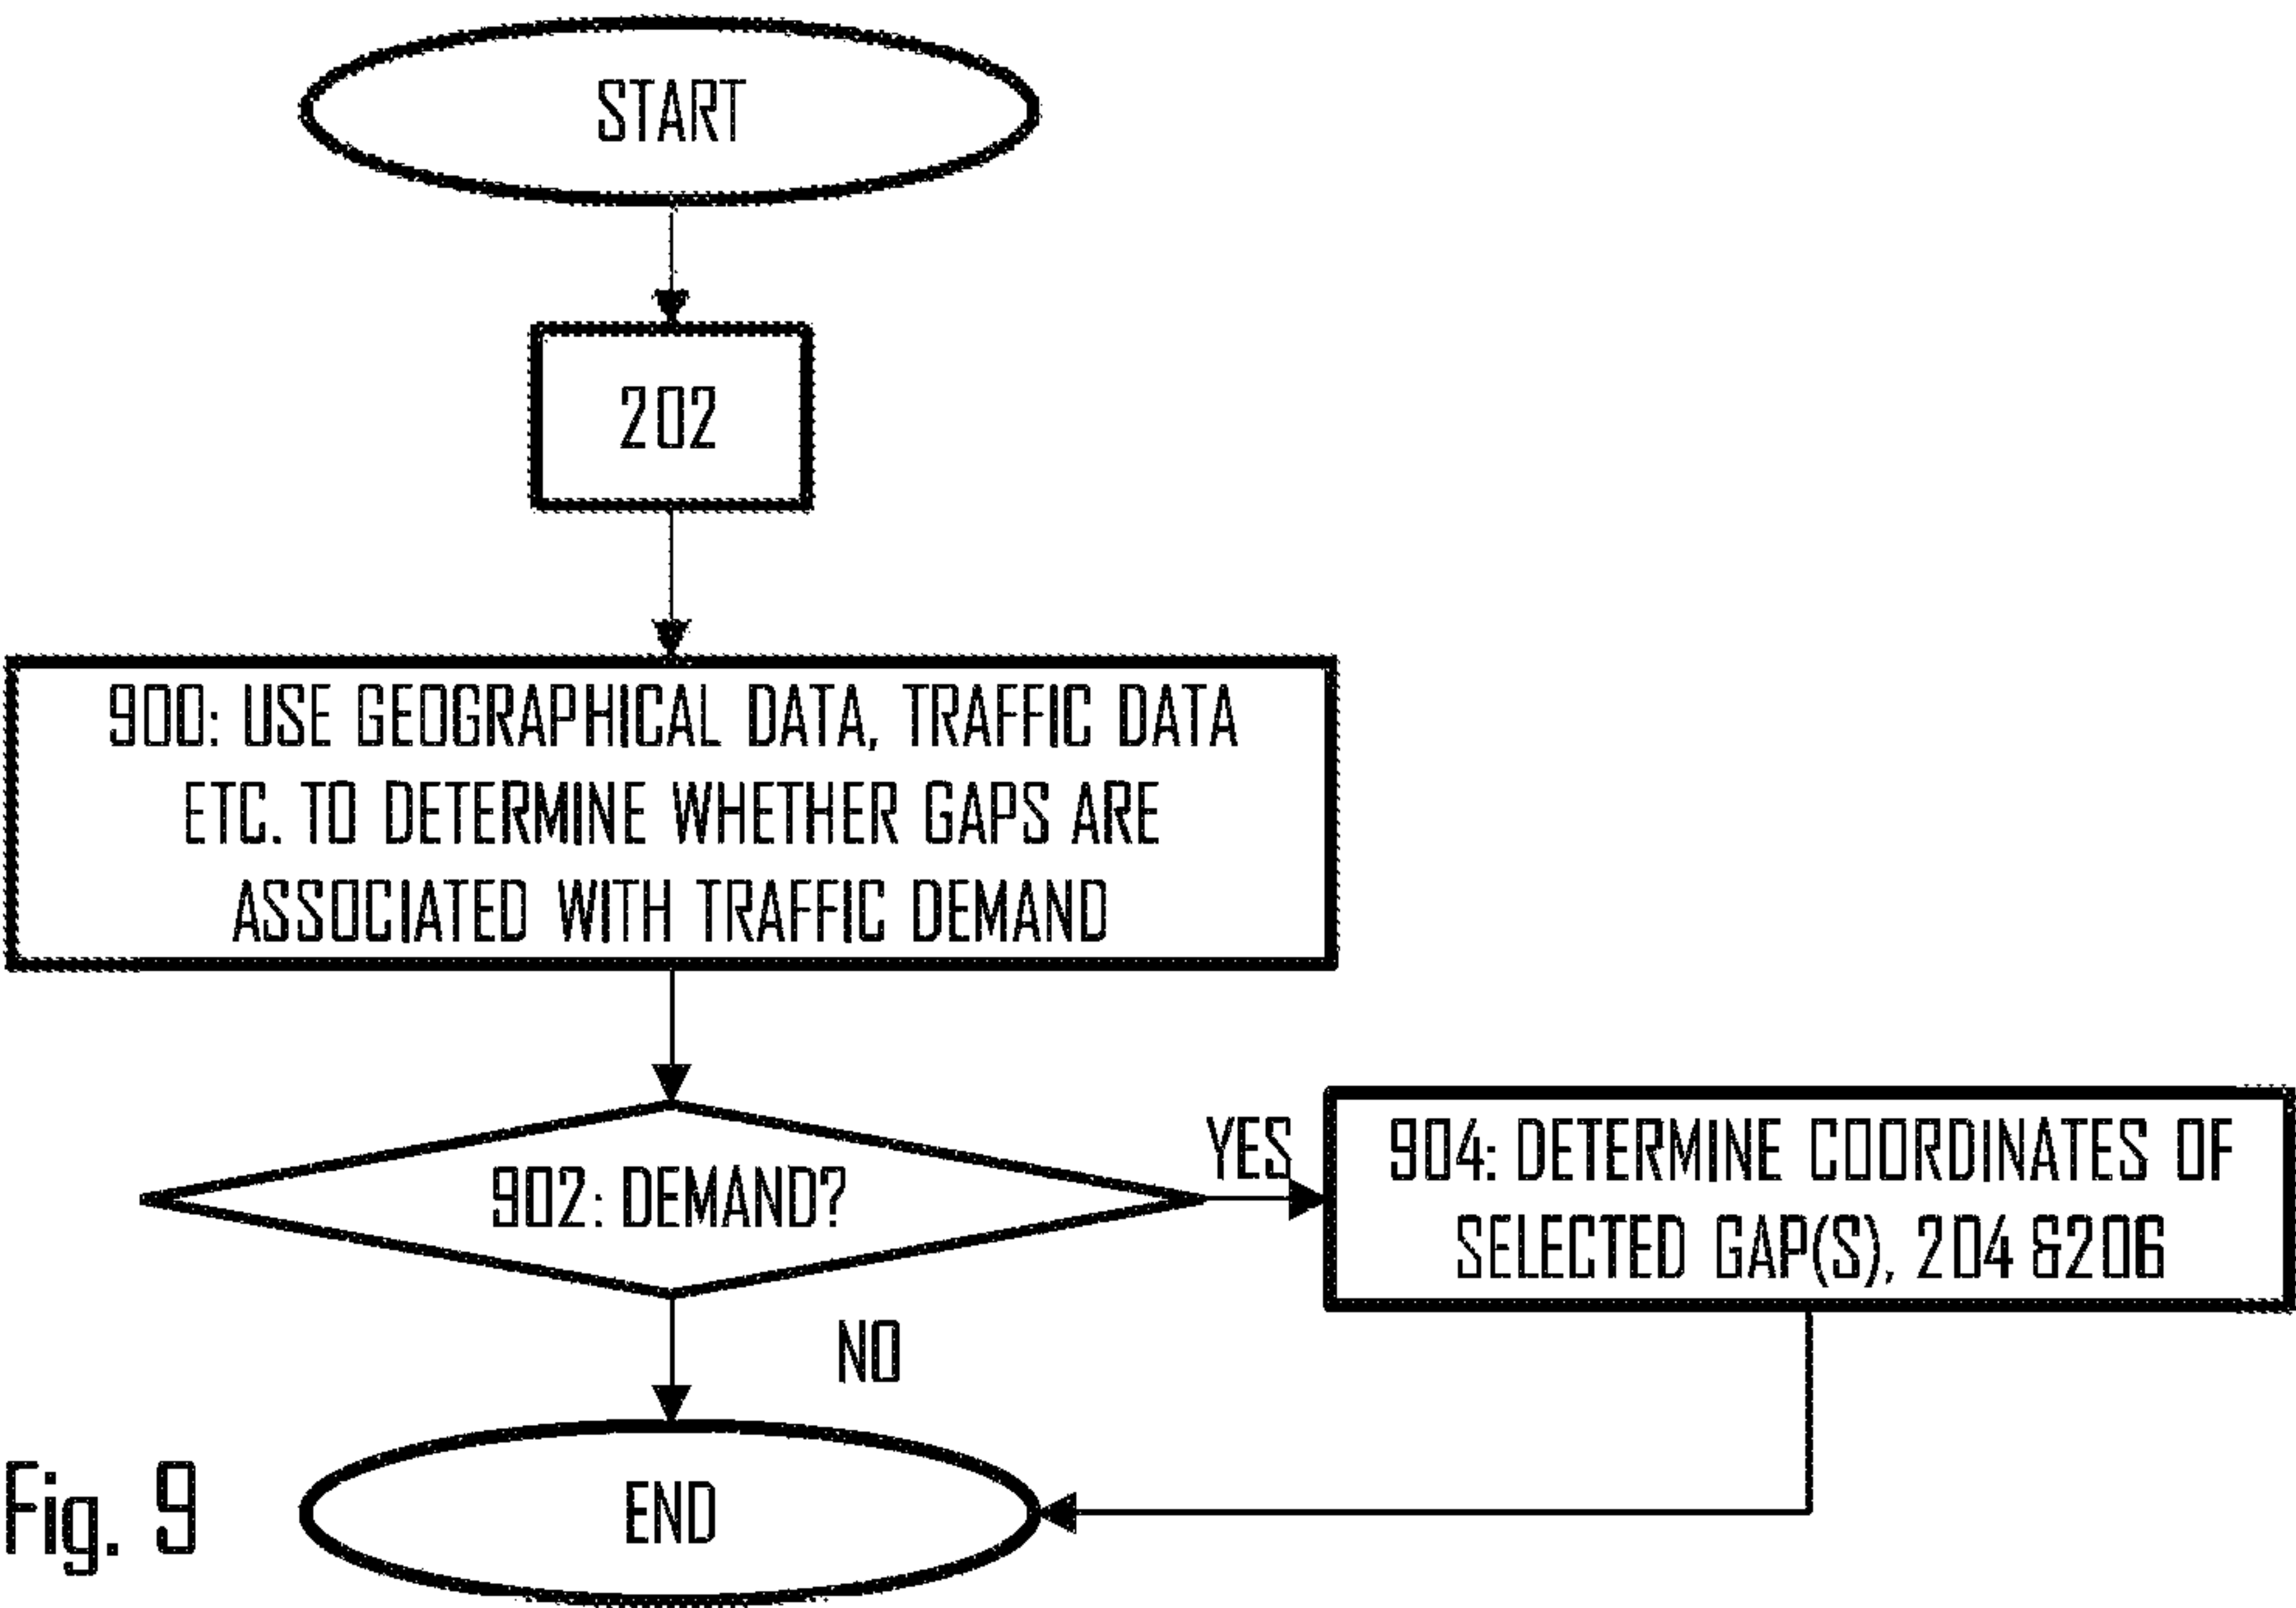 START
202
900: USE GEOGRAPHICAL DATA, TRAFFIC DATA
ETC. TO DETERMINE WHETHER GAPS ARE
ASSOCIATED WITH TRAFFIC DEMAND
902: DEMAND?
YES
904: DETERMINE COORDINATES OF
SELECTED GAP(S), 204 &206
NO
END
Fig. 9